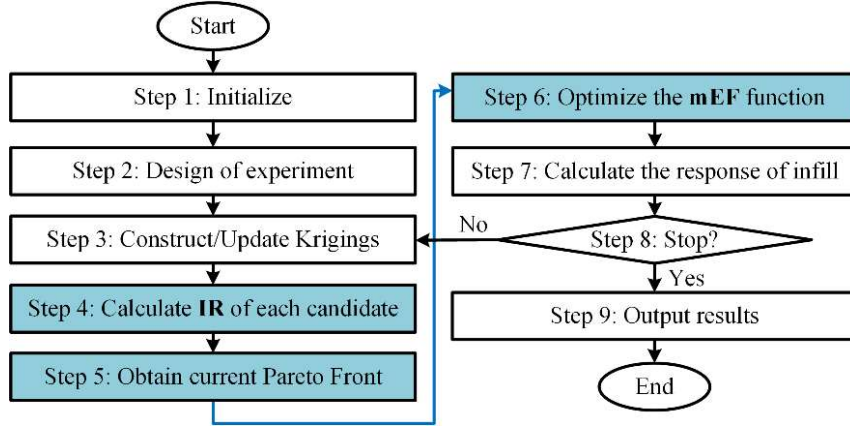 Start
Step 1: Initialize
Step 2: Design of experiment
Step 3: Construct/Update Krigings
Step 4: Calculate IR of each candidate
Step 5: Obtain current Pareto Front
Step 6: Optimize the mEF function
Step 7: Calculate the response of infill
No
Step 8: Stop?
Yes
Step 9: Output results
End